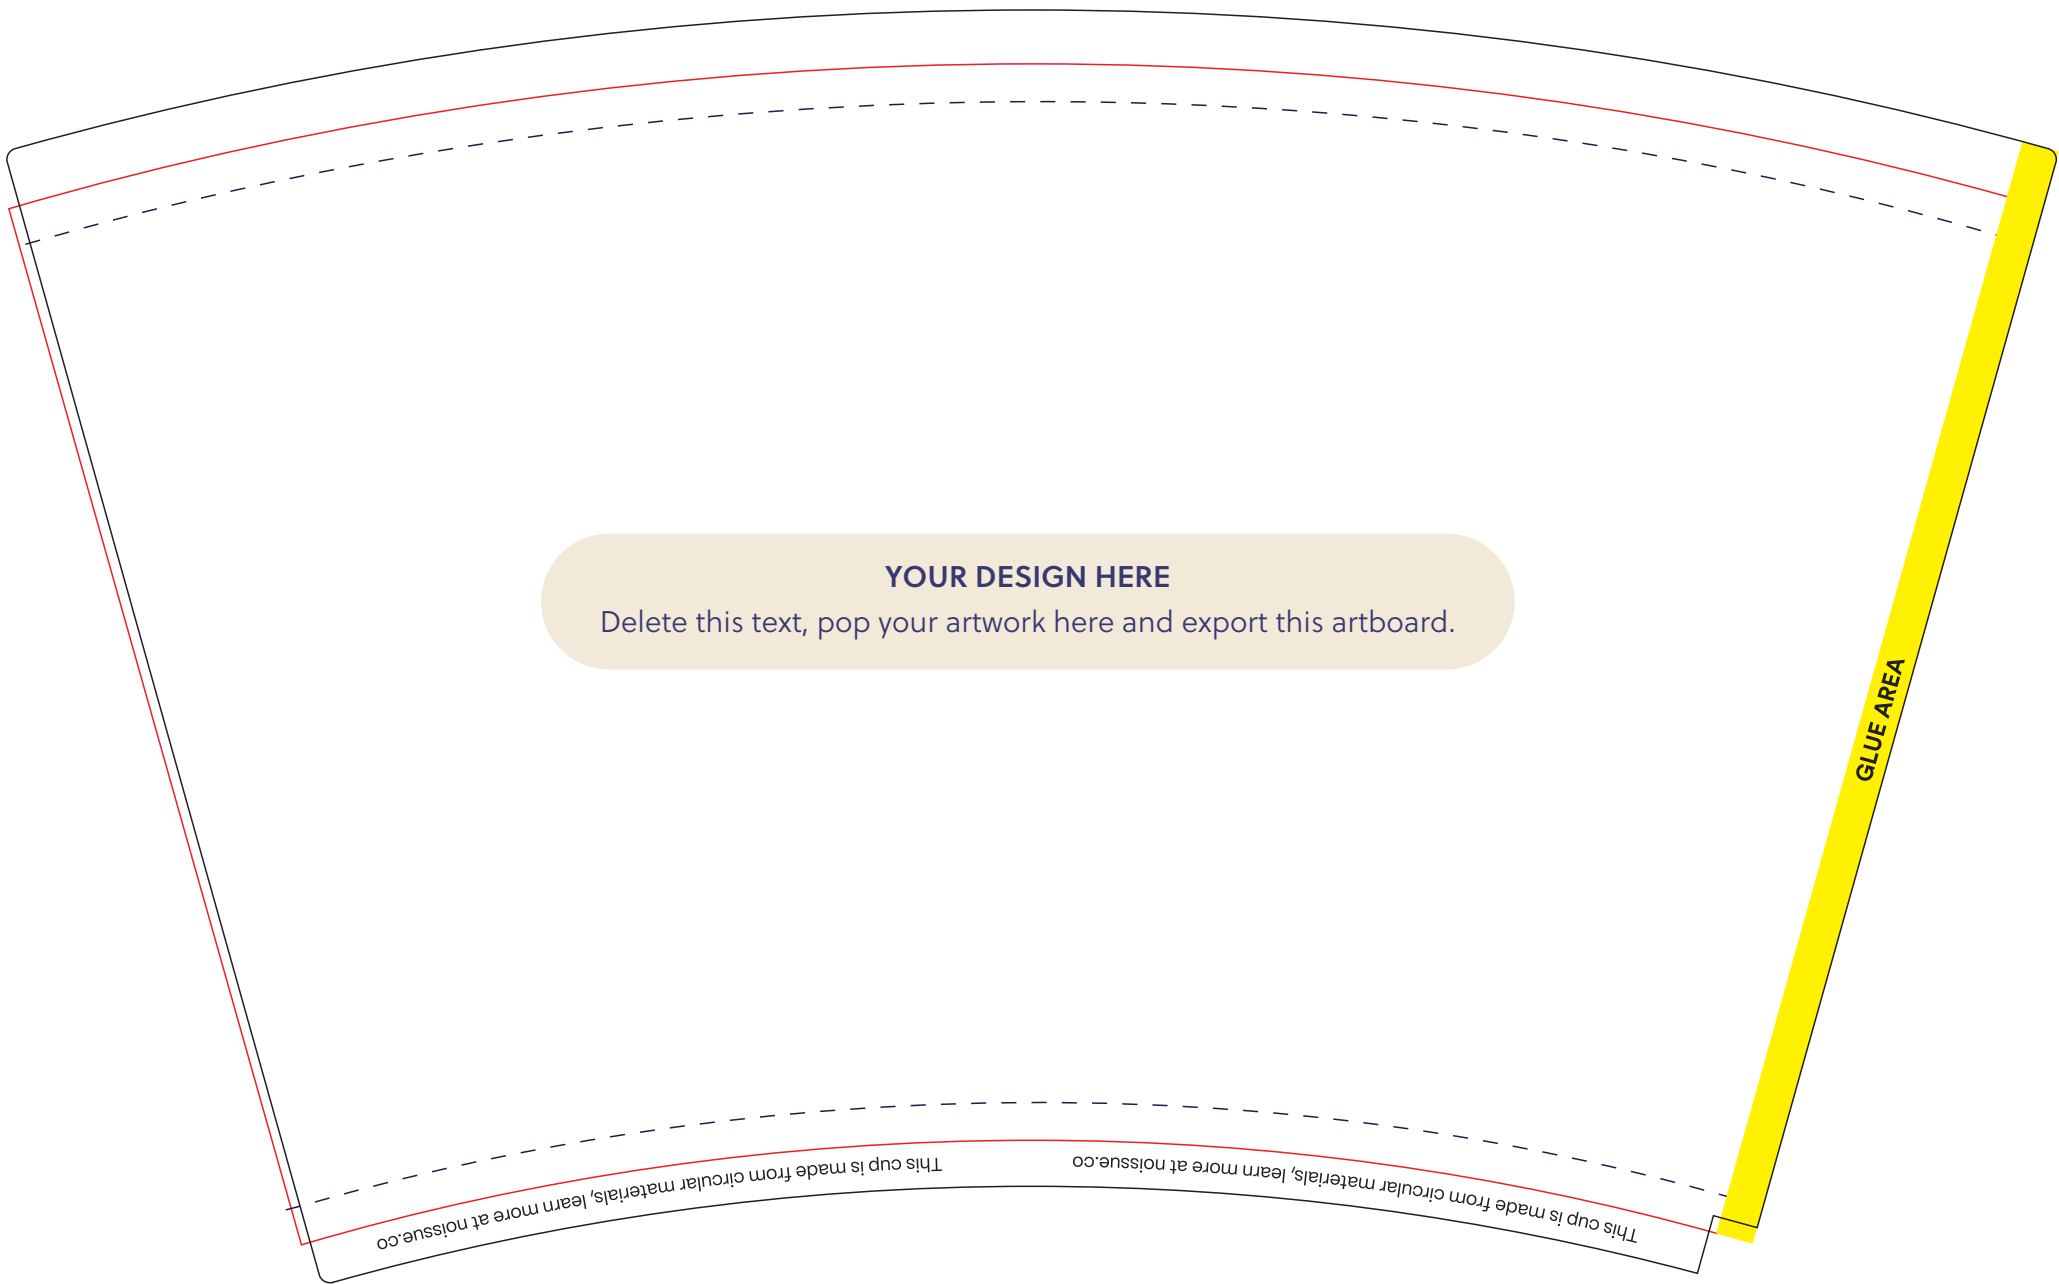 YOUR DESIGN HERE
Delete this text, pop your artwork here and export this artboard.
GLUE AREA
This cup is made from circular materials, learn more at noissue.co
This cup is made from circular materials, learn more at noissue.co